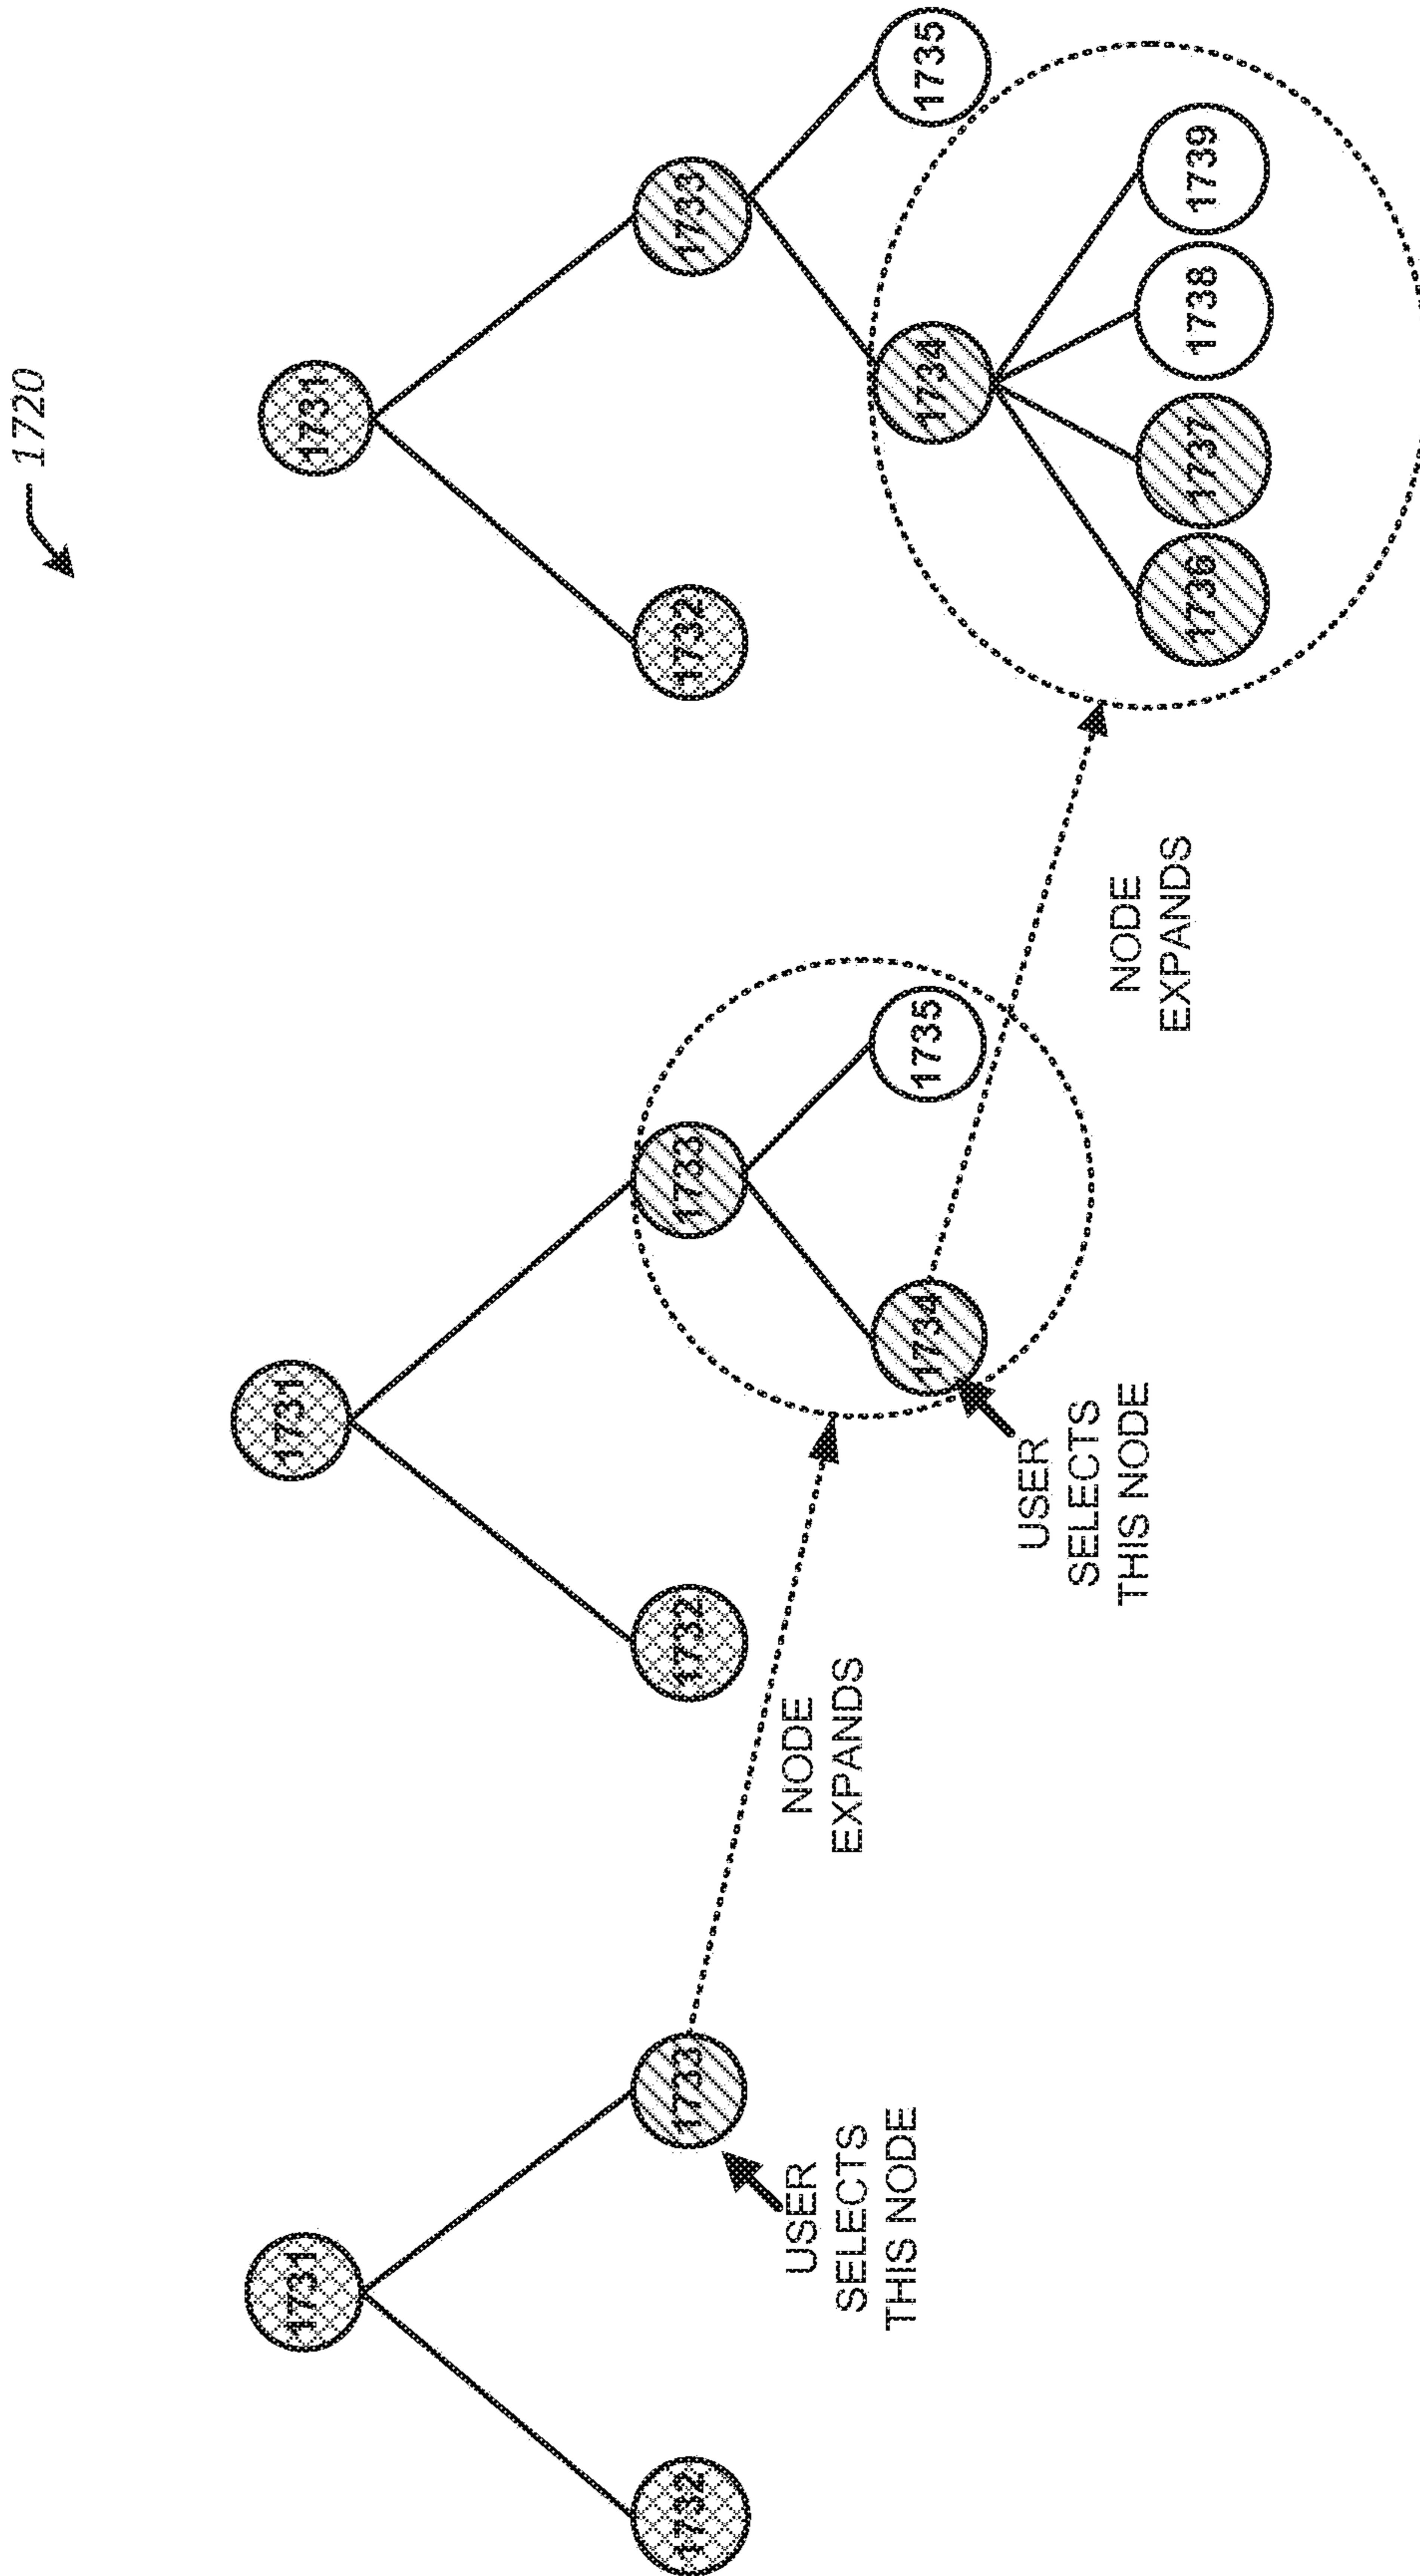 1720
1731
1732
1733
USER
SELECTS
THIS NODE
NODE
EXPANDS
1731
1732
1733
1734
1735
USER
SELECTS
THIS NODE
NODE
EXPANDS
1731
1732
1733
1734
1735
1736
1737
1738
1739